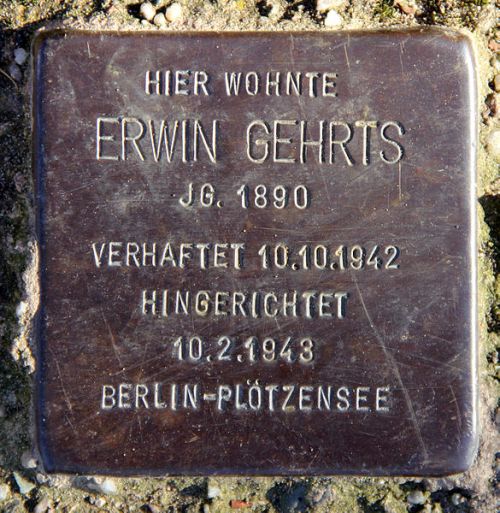 HIER WOHNTE
ERWIN GEHRTS
JG. 1890
VERHAFTET 10.10.1942
HINGERICHTET
10.2.1943
BERLIN-PLÖTZENSEE